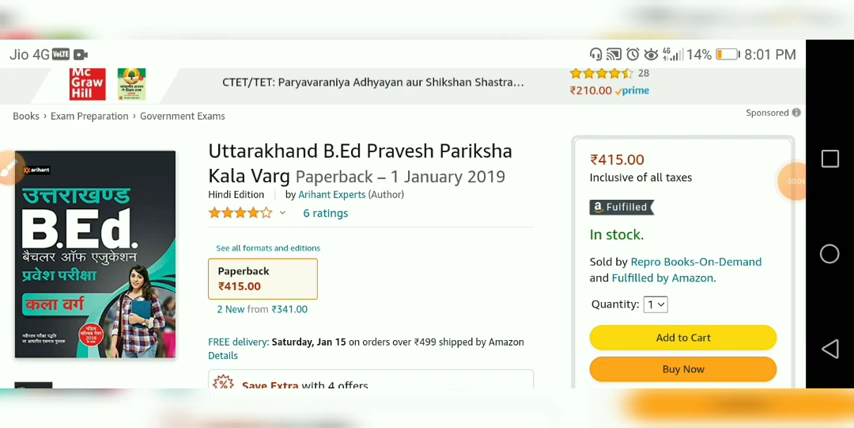 Jio 4G VoLTE 4G 14% 8:01 PM
Mc
Graw
Hill
CTET/TET: Paryavaraniya Adhyayan aur Shikshan Shastra...
28
₹210.00 prime
Sponsored
Books › Exam Preparation › Government Exams
Uttarakhand B.Ed Pravesh Pariksha
Kala Varg Paperback – 1 January 2019
Hindi Edition by Arihant Experts (Author)
6 ratings
See all formats and editions
Paperback
₹415.00
2 New from ₹341.00
FREE delivery: Saturday, Jan 15 on orders over ₹499 shipped by Amazon
Details
Save Extra with 4 offers
arihant
उत्तराखण्ड
B.Ed.
बैचलर ऑफ एजुकेशन
प्रवेश परीक्षा
कला वर्ग
₹415.00
Inclusive of all taxes
a Fulfilled
In stock.
Sold by Repro Books-On-Demand
and Fulfilled by Amazon.
Quantity: 1
Add to Cart
Buy Now